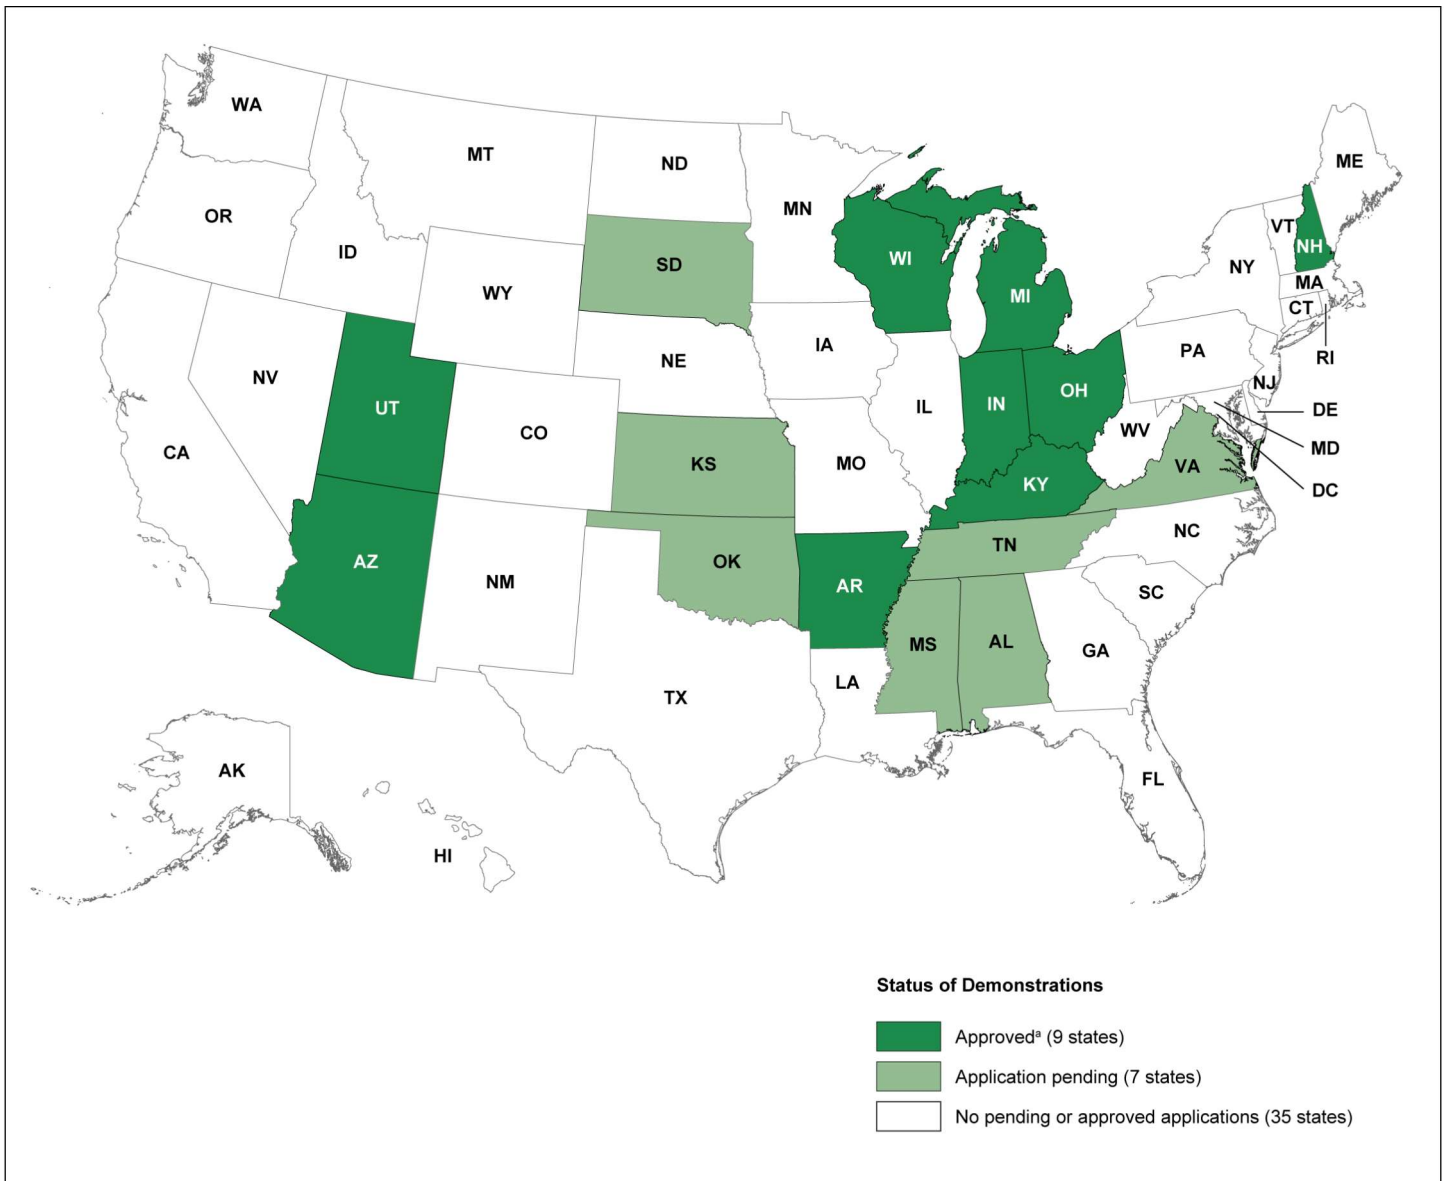 WA
MT
ND
MN
ME
OR
ID
SD
WI
VT
NH
NY
MA
WY
MI
CT
IA
PA
RI
NE
NV
NJ
UT
IL
IN
OH
DE
CO
WV
MD
CA
KS
MO
VA
KY
DC
NC
TN
AZ
OK
NM
AR
SC
MS
AL
GA
LA
TX
AK
FL
HI
Status of Demonstrations
Approvedᵃ (9 states)
Application pending (7 states)
No pending or approved applications (35 states)